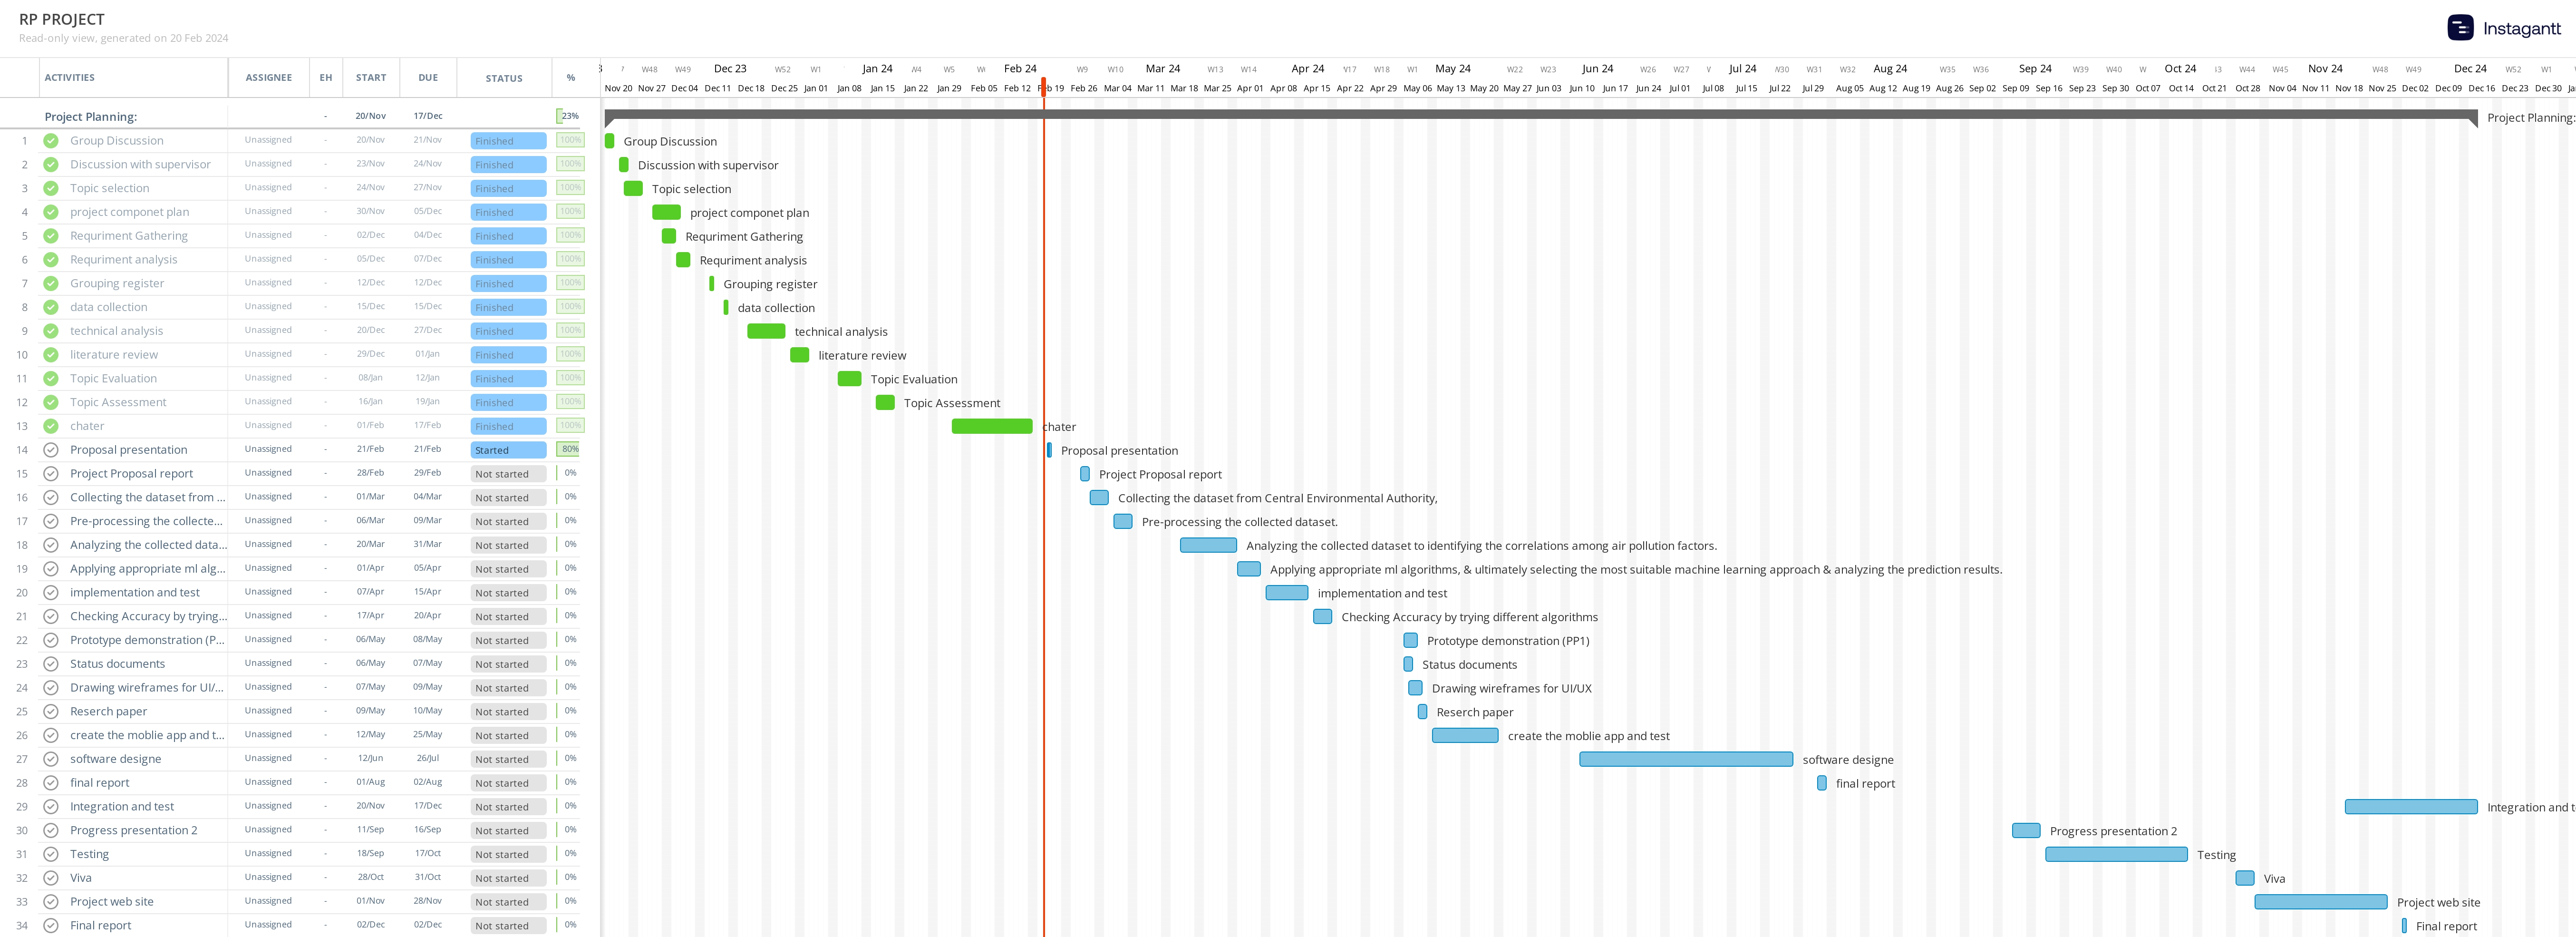 RP PROJECT
Read-only view, generated on 20 Feb 2024
Instagantt
ACTIVITIES ASSIGNEE EH START DUE STATUS %
W48 W49 Dec 23 W52 W1 Jan 24 W4 W5 Feb 24 W9 W10 Mar 24 W13 W14 Apr 24 W17 W18 W1 May 24 W22 W23 Jun 24 W26 W27 Jul 24 W30 W31 W32 Aug 24 W35 W36 Sep 24 W39 W40 Oct 24 W44 W45 Nov 24 W48 W49 Dec 24 W52 W1
Nov 20 Nov 27 Dec 04 Dec 11 Dec 18 Dec 25 Jan 01 Jan 08 Jan 15 Jan 22 Jan 29 Feb 05 Feb 12 Feb 19 Feb 26 Mar 04 Mar 11 Mar 18 Mar 25 Apr 01 Apr 08 Apr 15 Apr 22 Apr 29 May 06 May 13 May 20 May 27 Jun 03 Jun 10 Jun 17 Jun 24 Jul 01 Jul 08 Jul 15 Jul 22 Jul 29 Aug 05 Aug 12 Aug 19 Aug 26 Sep 02 Sep 09 Sep 16 Sep 23 Sep 30 Oct 07 Oct 14 Oct 21 Oct 28 Nov 04 Nov 11 Nov 18 Nov 25 Dec 02 Dec 09 Dec 16 Dec 23 Dec 30
Project Planning: - 20/Nov 17/Dec 23% Project Planning:
1 Group Discussion Unassigned - 20/Nov 21/Nov Finished 100% Group Discussion
2 Discussion with supervisor Unassigned - 23/Nov 24/Nov Finished 100% Discussion with supervisor
3 Topic selection Unassigned - 24/Nov 27/Nov Finished 100% Topic selection
4 project componet plan Unassigned - 30/Nov 05/Dec Finished 100% project componet plan
5 Requriment Gathering Unassigned - 02/Dec 04/Dec Finished 100% Requriment Gathering
6 Requriment analysis Unassigned - 05/Dec 07/Dec Finished 100% Requriment analysis
7 Grouping register Unassigned - 12/Dec 12/Dec Finished 100% Grouping register
8 data collection Unassigned - 15/Dec 15/Dec Finished 100% data collection
9 technical analysis Unassigned - 20/Dec 27/Dec Finished 100% technical analysis
10 literature review Unassigned - 29/Dec 01/Jan Finished 100% literature review
11 Topic Evaluation Unassigned - 08/Jan 12/Jan Finished 100% Topic Evaluation
12 Topic Assessment Unassigned - 16/Jan 19/Jan Finished 100% Topic Assessment
13 chater Unassigned - 01/Feb 17/Feb Finished 100% chater
14 Proposal presentation Unassigned - 21/Feb 21/Feb Started 80% Proposal presentation
15 Project Proposal report Unassigned - 28/Feb 29/Feb Not started 0% Project Proposal report
16 Collecting the dataset from ... Unassigned - 01/Mar 04/Mar Not started 0% Collecting the dataset from Central Environmental Authority,
17 Pre-processing the collecte... Unassigned - 06/Mar 09/Mar Not started 0% Pre-processing the collected dataset.
18 Analyzing the collected data... Unassigned - 20/Mar 31/Mar Not started 0% Analyzing the collected dataset to identifying the correlations among air pollution factors.
19 Applying appropriate ml alg... Unassigned - 01/Apr 05/Apr Not started 0% Applying appropriate ml algorithms, & ultimately selecting the most suitable machine learning approach & analyzing the prediction results.
20 implementation and test Unassigned - 07/Apr 15/Apr Not started 0% implementation and test
21 Checking Accuracy by trying... Unassigned - 17/Apr 20/Apr Not started 0% Checking Accuracy by trying different algorithms
22 Prototype demonstration (P... Unassigned - 06/May 08/May Not started 0% Prototype demonstration (PP1)
23 Status documents Unassigned - 06/May 07/May Not started 0% Status documents
24 Drawing wireframes for UI/... Unassigned - 07/May 09/May Not started 0% Drawing wireframes for UI/UX
25 Reserch paper Unassigned - 09/May 10/May Not started 0% Reserch paper
26 create the moblie app and t... Unassigned - 12/May 25/May Not started 0% create the moblie app and test
27 software designe Unassigned - 12/Jun 26/Jul Not started 0% software designe
28 final report Unassigned - 01/Aug 02/Aug Not started 0% final report
29 Integration and test Unassigned - 20/Nov 17/Dec Not started 0% Integration and t
30 Progress presentation 2 Unassigned - 11/Sep 16/Sep Not started 0% Progress presentation 2
31 Testing Unassigned - 18/Sep 17/Oct Not started 0% Testing
32 Viva Unassigned - 28/Oct 31/Oct Not started 0% Viva
33 Project web site Unassigned - 01/Nov 28/Nov Not started 0% Project web site
34 Final report Unassigned - 02/Dec 02/Dec Not started 0% Final report